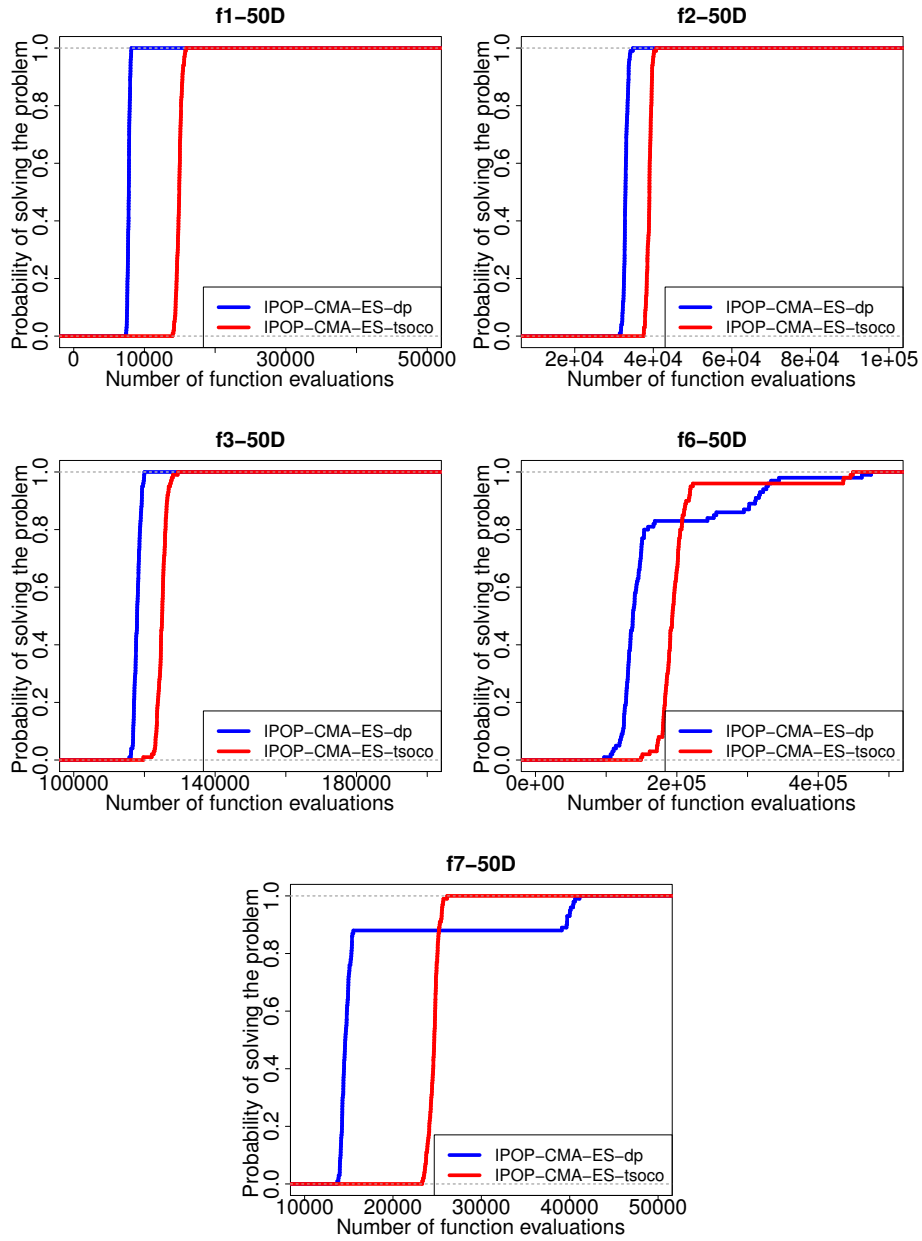 f1−50D
Probability of solving the problem
0.0 0.2 0.4 0.6 0.8 1.0
IPOP−CMA−ES−dp
IPOP−CMA−ES−tsoco
0 10000 30000 50000
Number of function evaluations
f2−50D
Probability of solving the problem
0.0 0.2 0.4 0.6 0.8 1.0
IPOP−CMA−ES−dp
IPOP−CMA−ES−tsoco
2e+04 4e+04 6e+04 8e+04 1e+05
Number of function evaluations
f3−50D
Probability of solving the problem
0.0 0.2 0.4 0.6 0.8 1.0
IPOP−CMA−ES−dp
IPOP−CMA−ES−tsoco
100000 140000 180000
Number of function evaluations
f6−50D
Probability of solving the problem
0.0 0.2 0.4 0.6 0.8 1.0
IPOP−CMA−ES−dp
IPOP−CMA−ES−tsoco
0e+00 2e+05 4e+05
Number of function evaluations
f7−50D
Probability of solving the problem
0.0 0.2 0.4 0.6 0.8 1.0
IPOP−CMA−ES−dp
IPOP−CMA−ES−tsoco
10000 20000 30000 40000 50000
Number of function evaluations